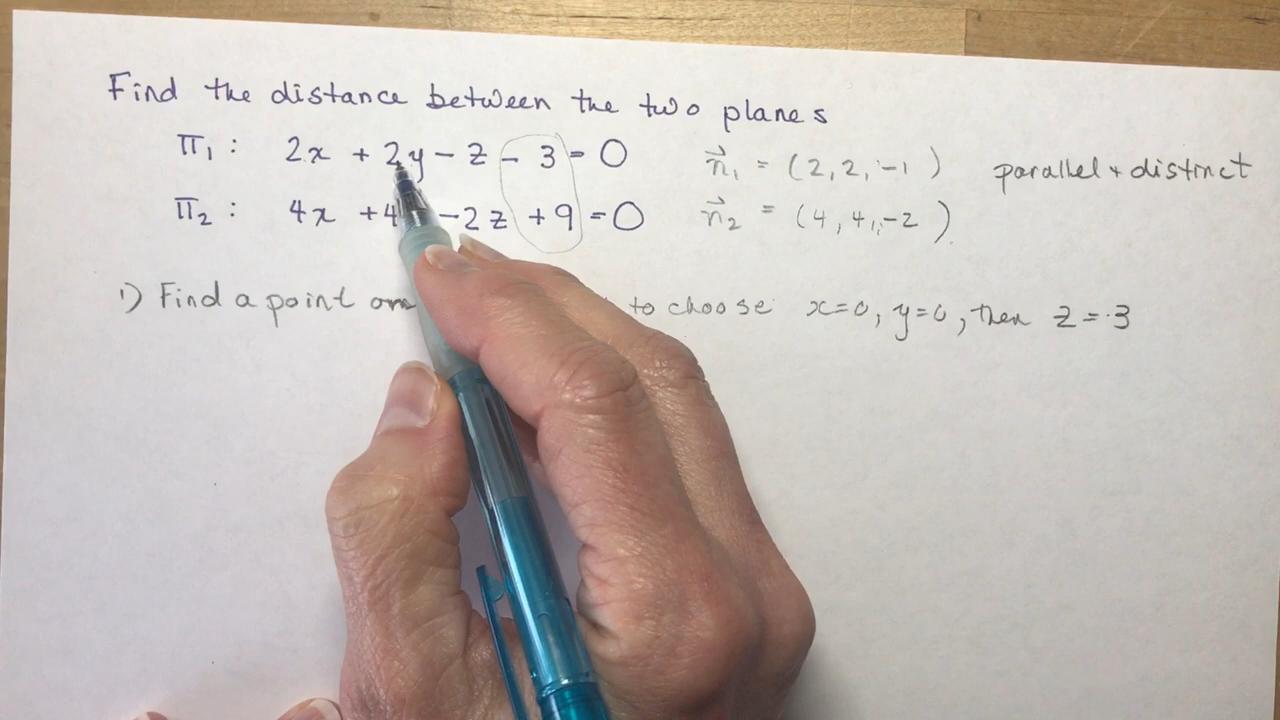 Find the distance between the two planes
π₁ : 2x + 2y - z - 3 = 0 n⃗₁ = (2, 2, -1) parallel + distinct
π₂ : 4x + 4 - 2z + 9 = 0 n⃗₂ = (4, 4, -2).
1) Find a point on to choose x=0, y=0, then z = -3